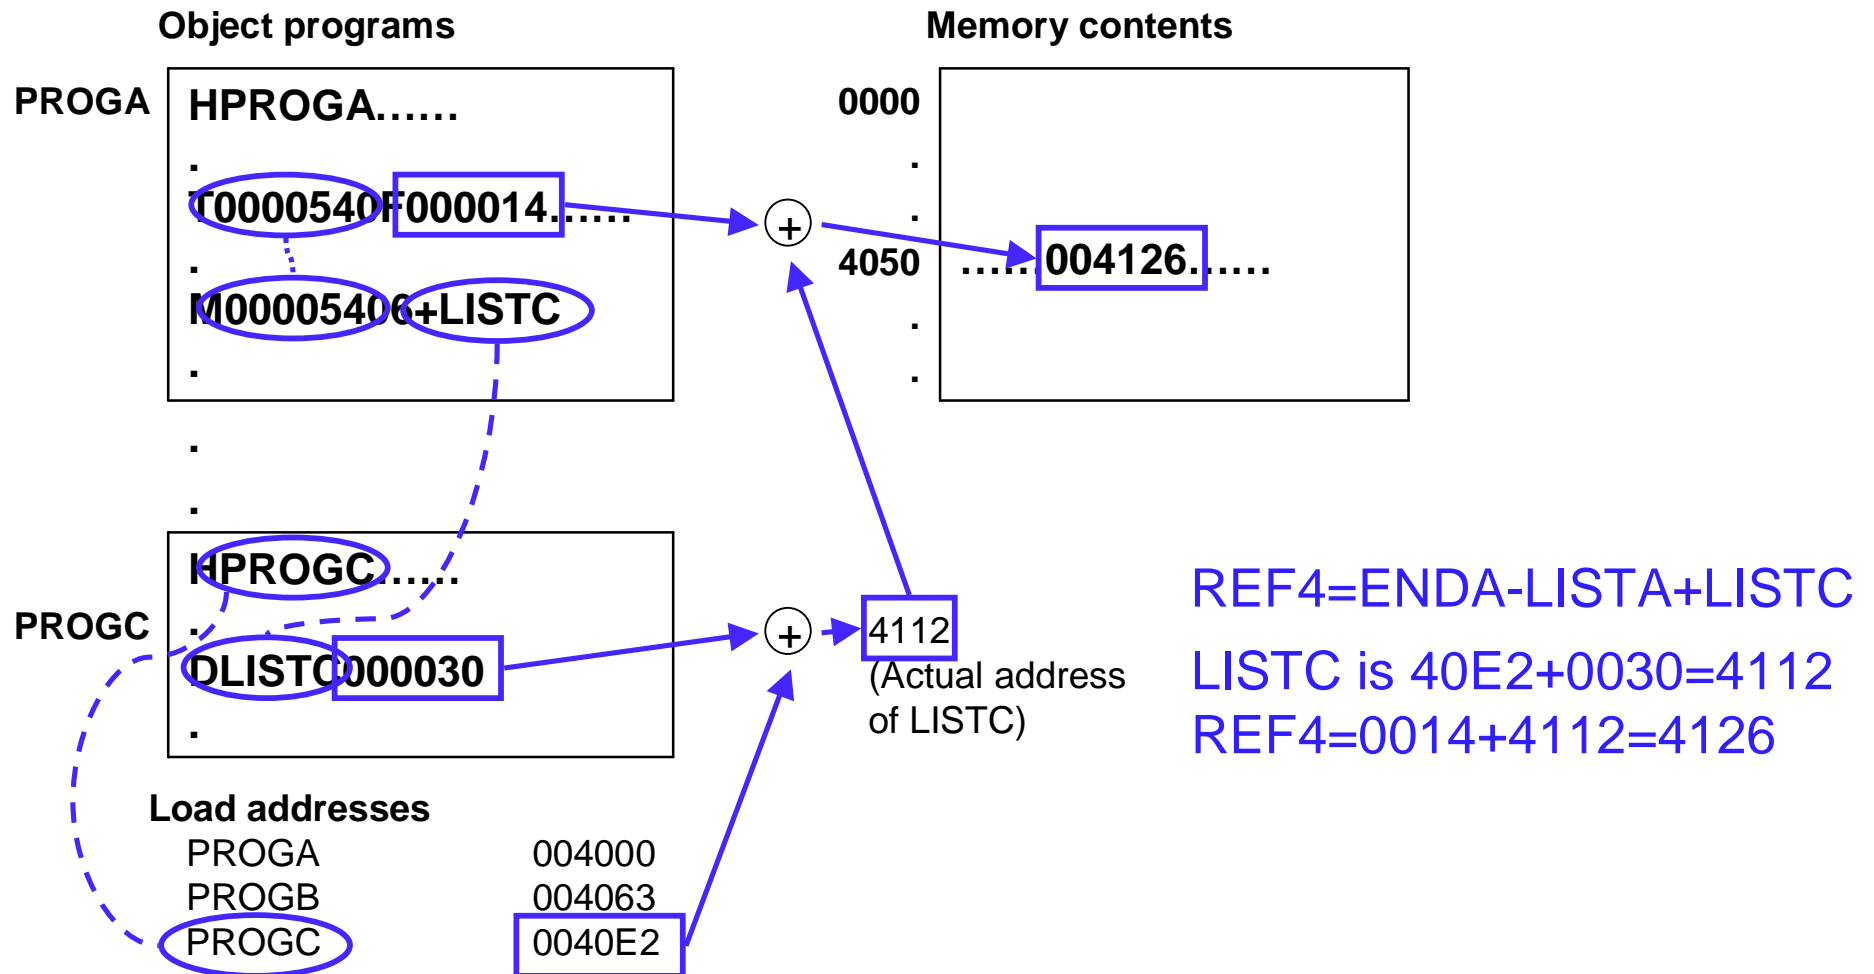 Object programs
Memory contents
PROGA
HPROGA......
.
T0000540F000014......
.
M00005406+LISTC
.
0000
.
.
4050 ......004126......
.
.
.
.
PROGC
HPROGC......
.
DLISTC000030
.
+
+
4112
(Actual address
of LISTC)
REF4=ENDA-LISTA+LISTC
LISTC is 40E2+0030=4112
REF4=0014+4112=4126
Load addresses
PROGA 004000
PROGB 004063
PROGC 0040E2